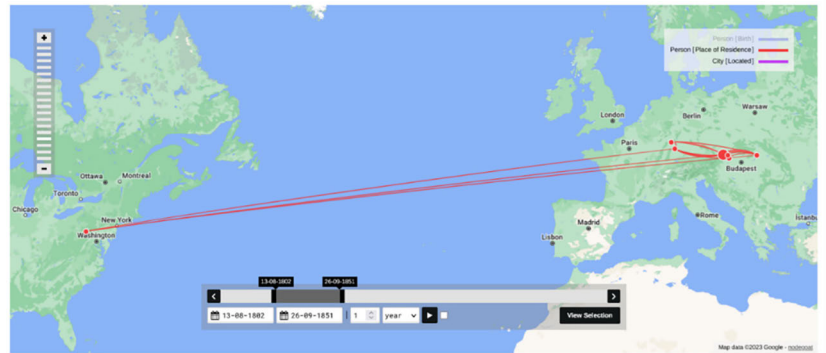 +
Person [Birth]
Person [Place of Residence]
City [Located]
−
London
Berlin
Warsaw
Paris
Budapest
Ottawa
Montreal
Toronto
Chicago
New York
Washington
Rome
Istanbu
Madrid
Lisbon
13-08-1802 26-09-1851
13-08-1802 26-09-1851 1 year View Selection
Map data ©2023 Google - nodegoat